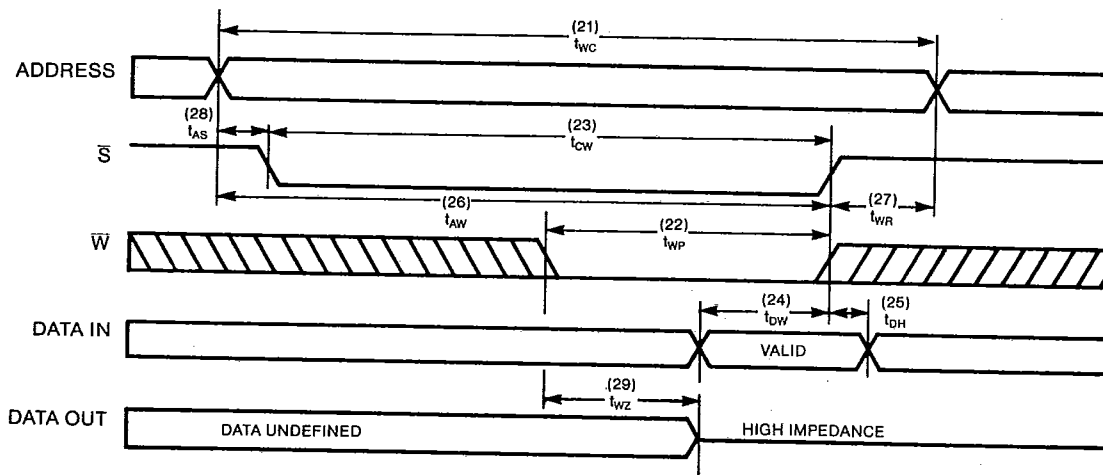 (21)
tWC
ADDRESS
(28)
tAS
(23)
tCW
S̅
(26)
tAW
(27)
tWR
W̅
(22)
tWP
(24)
tDW
(25)
tDH
DATA IN
VALID
(29)
tWZ
DATA OUT
DATA UNDEFINED
HIGH IMPEDANCE